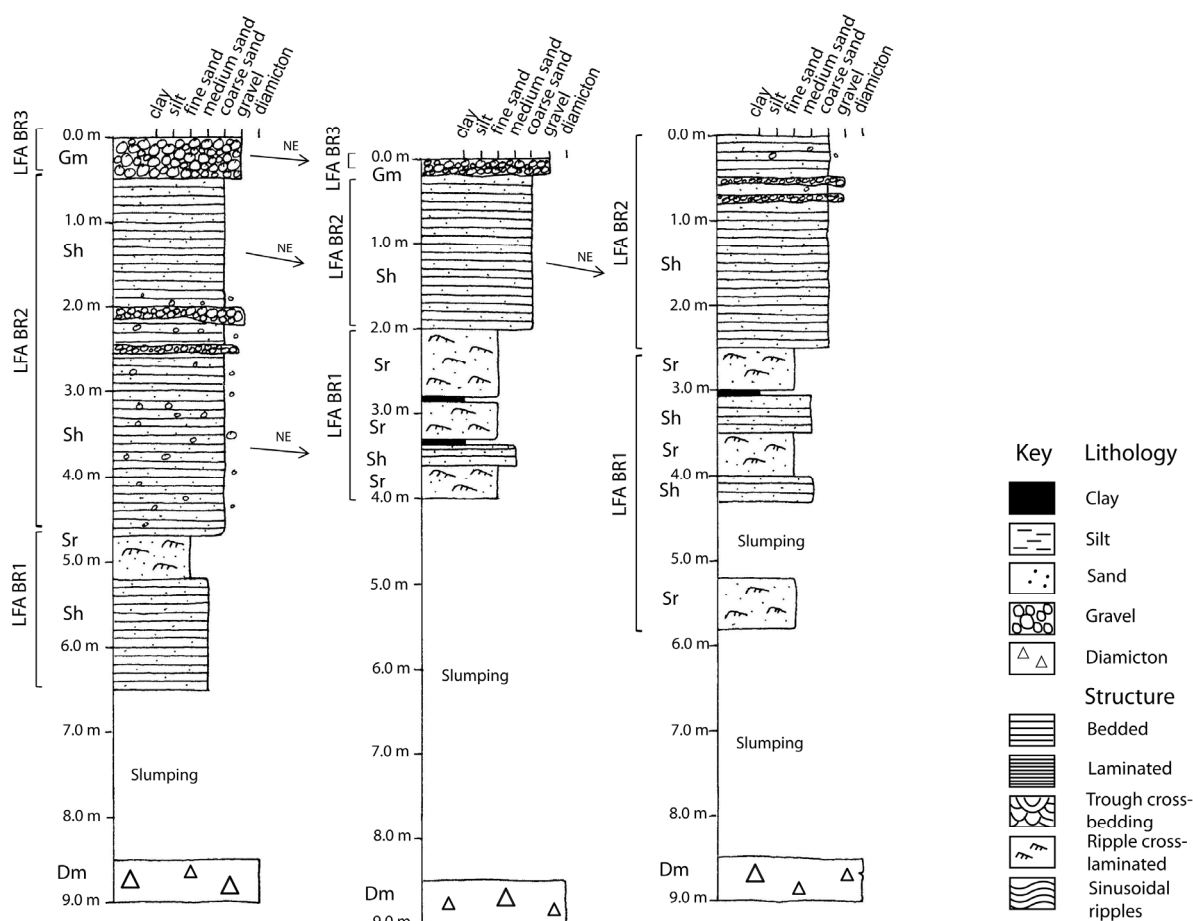 clay
silt
fine sand
medium sand
coarse sand
gravel
diamicton
LFA BR3
LFA BR2
LFA BR1
0.0 m
Gm
1.0 m
Sh
2.0 m
3.0 m
Sh
4.0 m
Sr
5.0 m
Sh
6.0 m
7.0 m
Slumping
8.0 m
Dm
9.0 m
NE
NE
NE
clay
silt
fine sand
medium sand
coarse sand
gravel
diamicton
LFA BR3
LFA BR2
LFA BR1
0.0 m
Gm
1.0 m
Sh
2.0 m
Sr
3.0 m
Sr
Sh
Sr
4.0 m
5.0 m
6.0 m
Slumping
7.0 m
8.0 m
Dm
9.0 m
NE
clay
silt
fine sand
medium sand
coarse sand
gravel
diamicton
LFA BR2
LFA BR1
0.0 m
1.0 m
Sh
2.0 m
Sr
3.0 m
Sh
Sr
4.0 m
Sh
Slumping
5.0 m
Sr
6.0 m
7.0 m
Slumping
8.0 m
Dm
9.0 m
Key Lithology
Clay
Silt
Sand
Gravel
Diamicton
Structure
Bedded
Laminated
Trough cross-
bedding
Ripple cross-
laminated
Sinusoidal
ripples